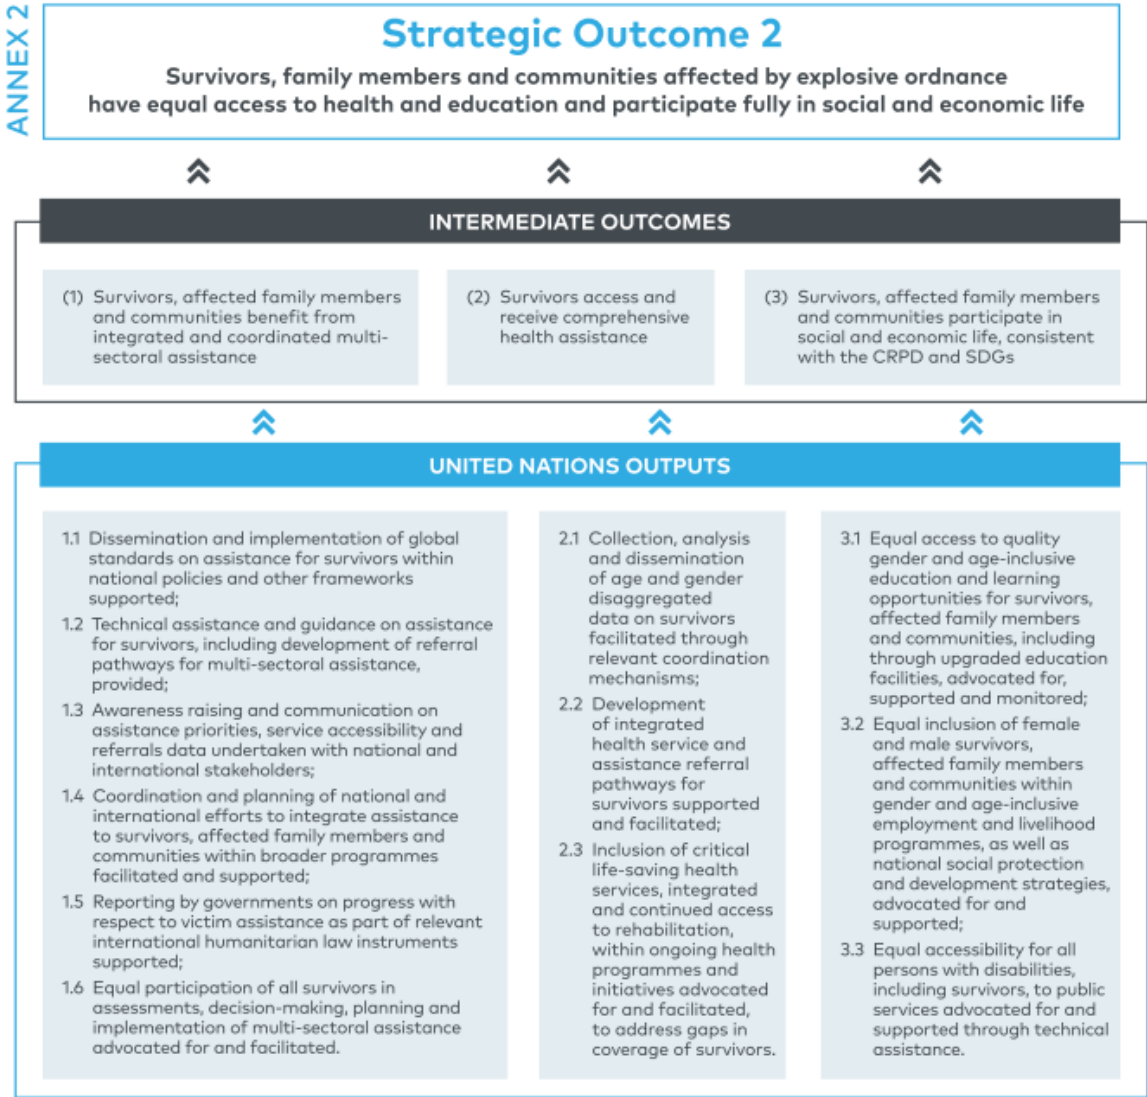 ANNEX 2
Strategic Outcome 2
Survivors, family members and communities affected by explosive ordnance
have equal access to health and education and participate fully in social and economic life
INTERMEDIATE OUTCOMES
(1) Survivors, affected family members
and communities benefit from
integrated and coordinated multi-
sectoral assistance
(2) Survivors access and
receive comprehensive
health assistance
(3) Survivors, affected family members
and communities participate in
social and economic life, consistent
with the CRPD and SDGs
UNITED NATIONS OUTPUTS
1.1 Dissemination and implementation of global
standards on assistance for survivors within
national policies and other frameworks
supported;
1.2 Technical assistance and guidance on assistance
for survivors, including development of referral
pathways for multi-sectoral assistance,
provided;
1.3 Awareness raising and communication on
assistance priorities, service accessibility and
referrals data undertaken with national and
international stakeholders;
1.4 Coordination and planning of national and
international efforts to integrate assistance
to survivors, affected family members and
communities within broader programmes
facilitated and supported;
1.5 Reporting by governments on progress with
respect to victim assistance as part of relevant
international humanitarian law instruments
supported;
1.6 Equal participation of all survivors in
assessments, decision-making, planning and
implementation of multi-sectoral assistance
advocated for and facilitated.
2.1 Collection, analysis
and dissemination
of age and gender
disaggregated
data on survivors
facilitated through
relevant coordination
mechanisms;
2.2 Development
of integrated
health service and
assistance referral
pathways for
survivors supported
and facilitated;
2.3 Inclusion of critical
life-saving health
services, integrated
and continued access
to rehabilitation,
within ongoing health
programmes and
initiatives advocated
for and facilitated,
to address gaps in
coverage of survivors.
3.1 Equal access to quality
gender and age-inclusive
education and learning
opportunities for survivors,
affected family members
and communities, including
through upgraded education
facilities, advocated for,
supported and monitored;
3.2 Equal inclusion of female
and male survivors,
affected family members
and communities within
gender and age-inclusive
employment and livelihood
programmes, as well as
national social protection
and development strategies,
advocated for and
supported;
3.3 Equal accessibility for all
persons with disabilities,
including survivors, to public
services advocated for and
supported through technical
assistance.